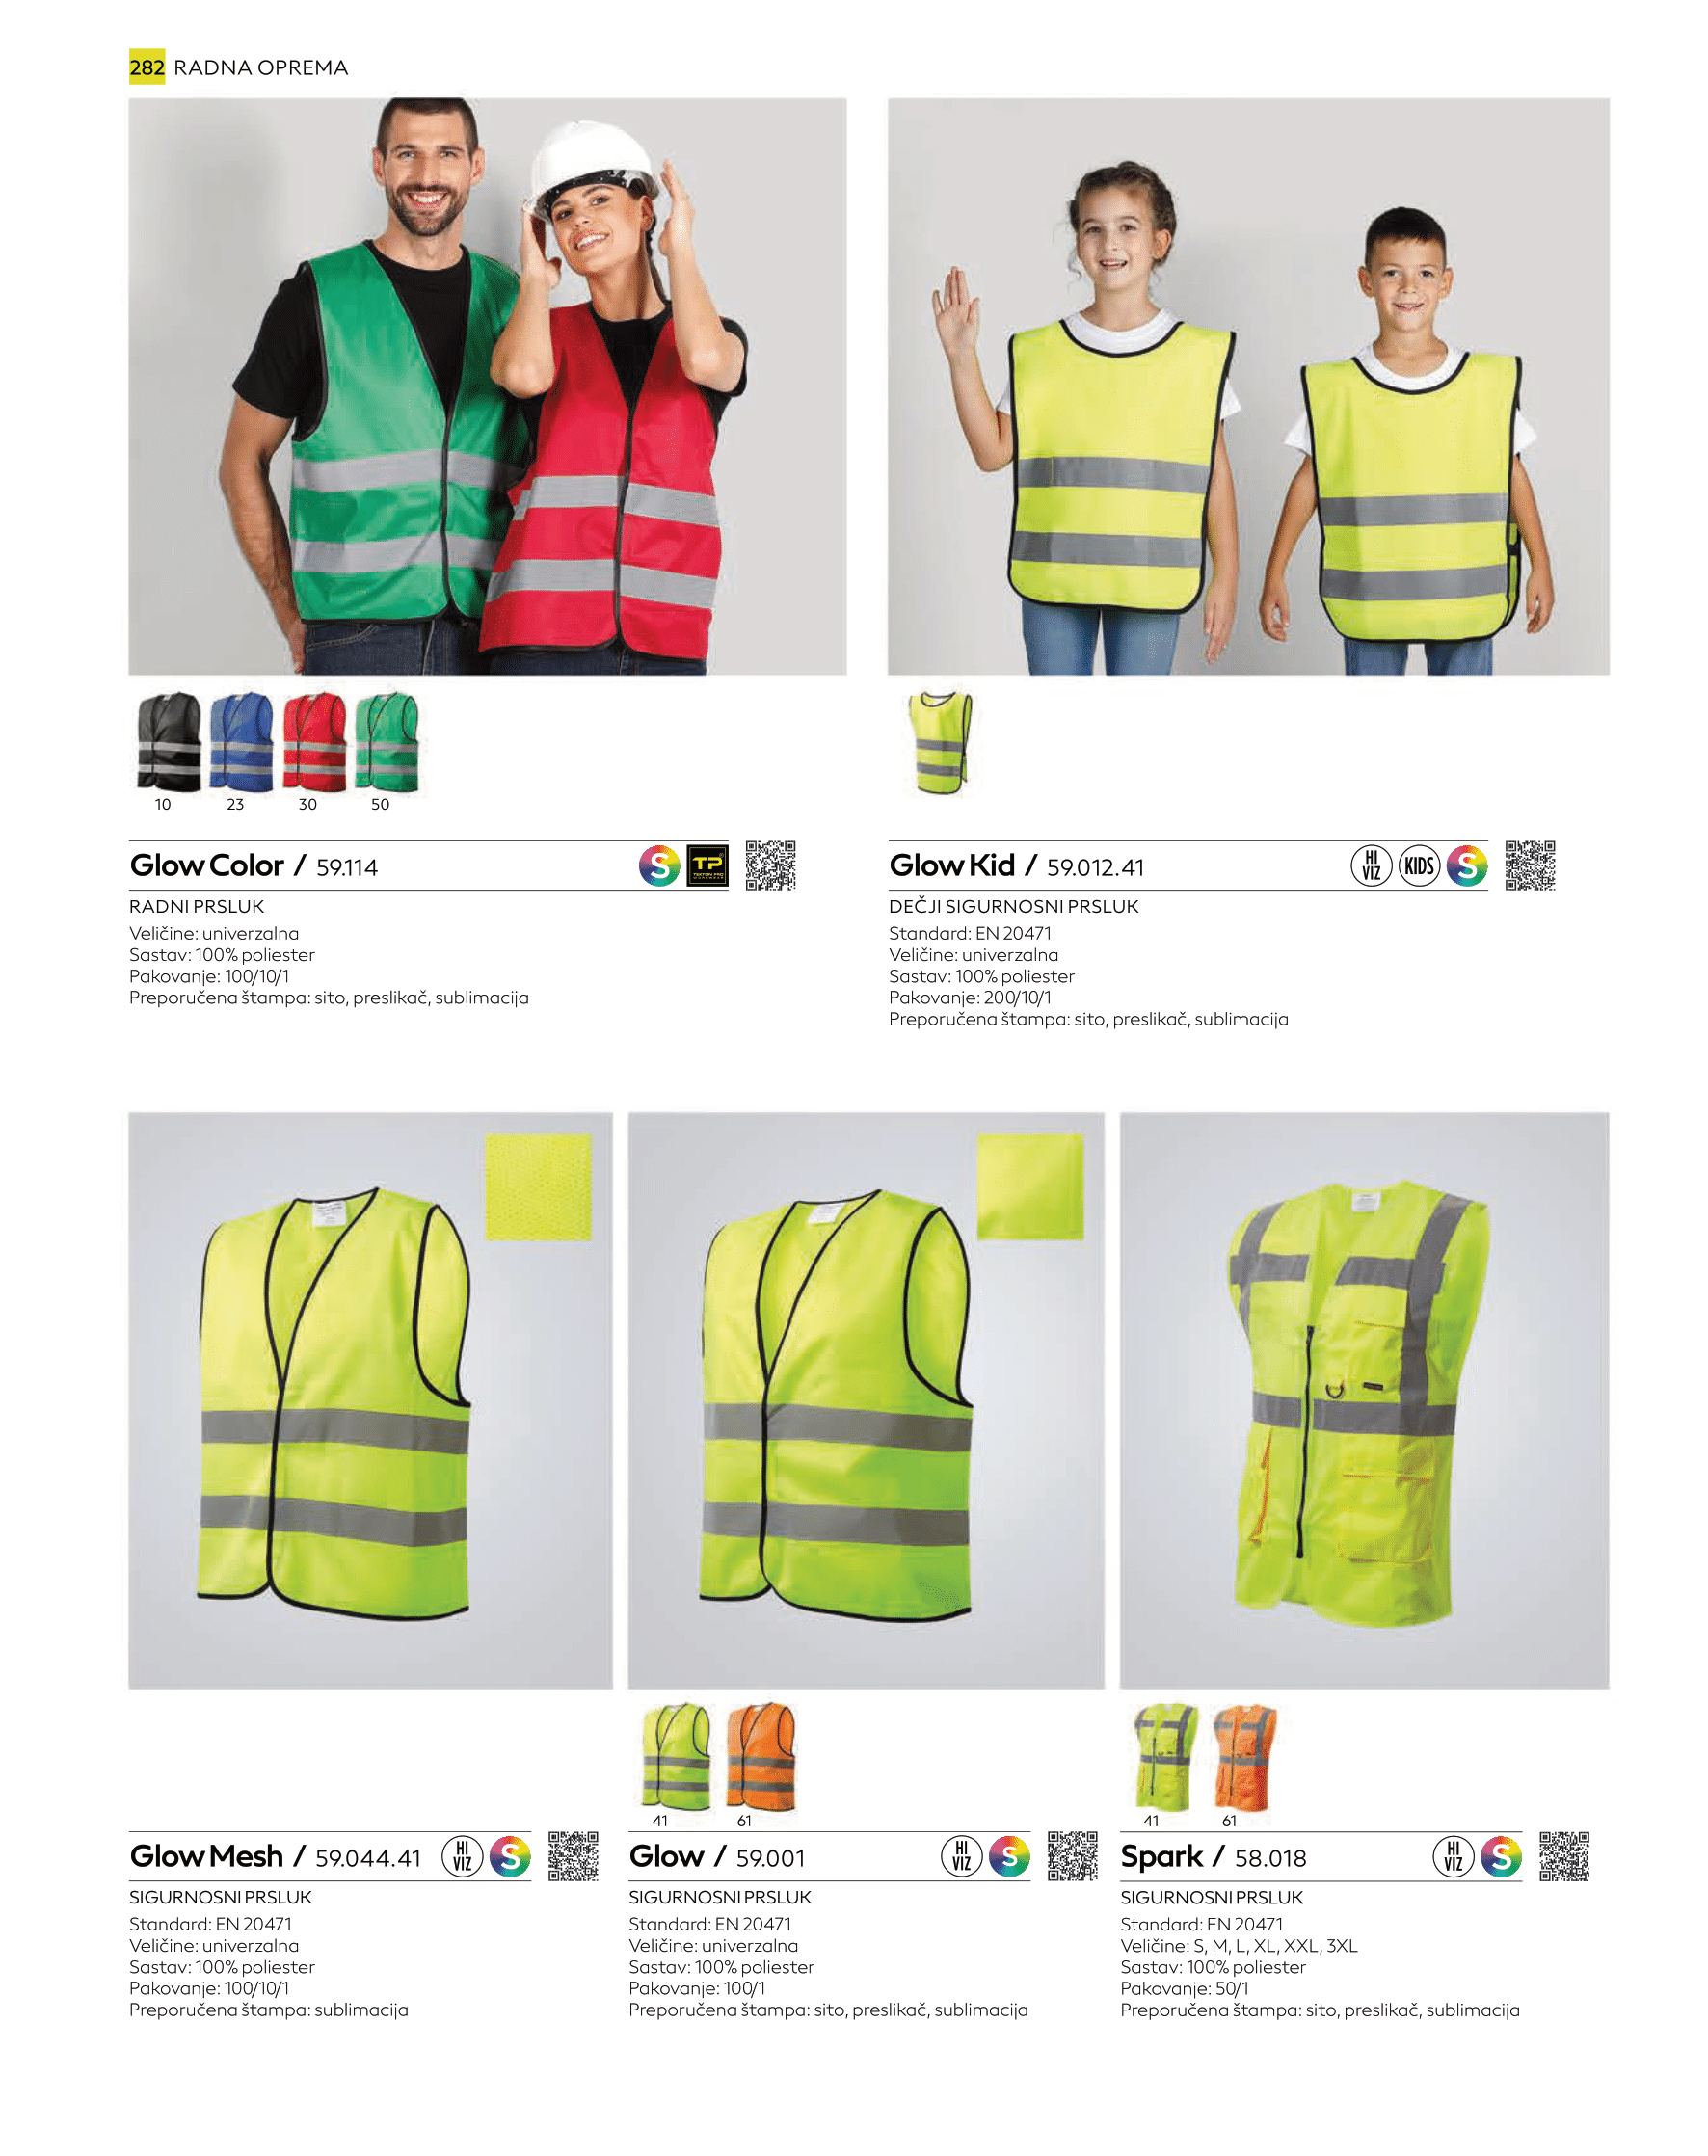 282 RADNA OPREMA
10 23 30 50
Glow Color / 59.114
S TP
TEKTON PRO
WORKWEAR
RADNI PRSLUK
Veličine: univerzalna
Sastav: 100% poliester
Pakovanje: 100/10/1
Preporučena štampa: sito, preslikač, sublimacija
Glow Kid / 59.012.41
HI VIZ KIDS S
DEČJI SIGURNOSNI PRSLUK
Standard: EN 20471
Veličine: univerzalna
Sastav: 100% poliester
Pakovanje: 200/10/1
Preporučena štampa: sito, preslikač, sublimacija
Glow Mesh / 59.044.41
HI VIZ S
SIGURNOSNI PRSLUK
Standard: EN 20471
Veličine: univerzalna
Sastav: 100% poliester
Pakovanje: 100/10/1
Preporučena štampa: sublimacija
41 61
Glow / 59.001
HI VIZ S
SIGURNOSNI PRSLUK
Standard: EN 20471
Veličine: univerzalna
Sastav: 100% poliester
Pakovanje: 100/1
Preporučena štampa: sito, preslikač, sublimacija
41 61
Spark / 58.018
HI VIZ S
SIGURNOSNI PRSLUK
Standard: EN 20471
Veličine: S, M, L, XL, XXL, 3XL
Sastav: 100% poliester
Pakovanje: 50/1
Preporučena štampa: sito, preslikač, sublimacija